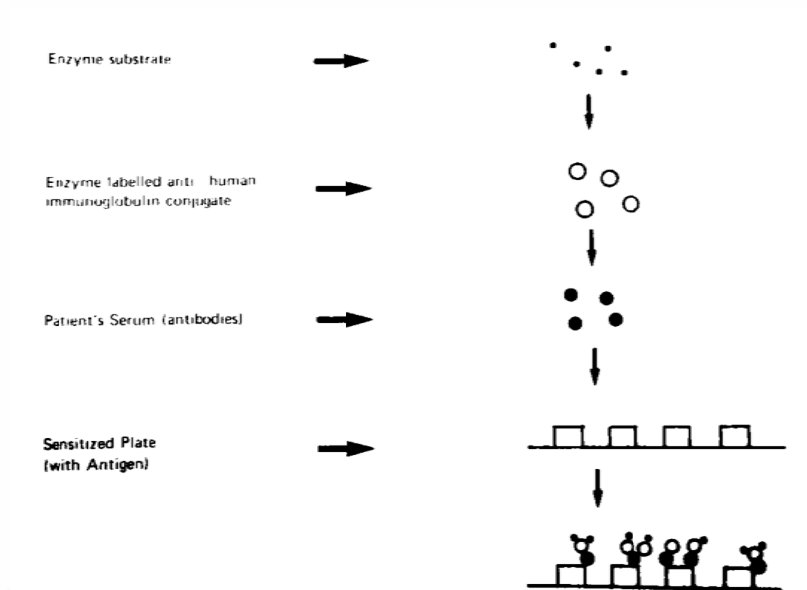 Enzyme substrate
Enzyme labelled anti human
immunoglobulin conjugate
Patient's Serum (antibodies)
Sensitized Plate
(with Antigen)